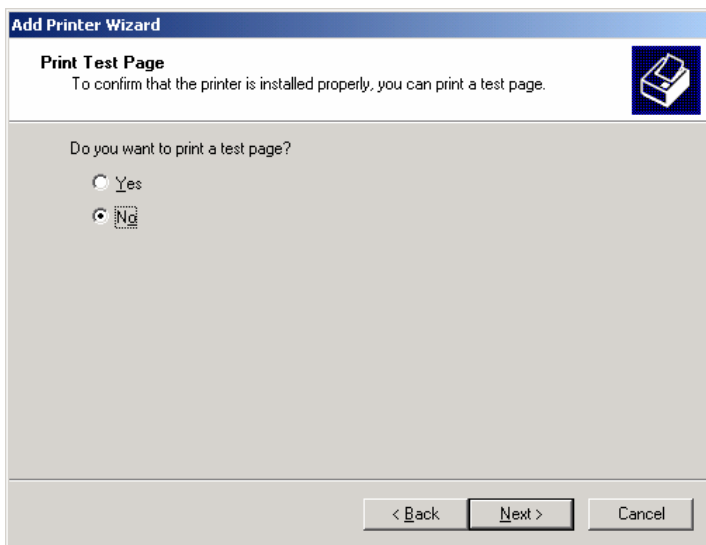 Add Printer Wizard
Print Test Page
To confirm that the printer is installed properly, you can print a test page.
Do you want to print a test page?
Yes
No
< Back Next > Cancel